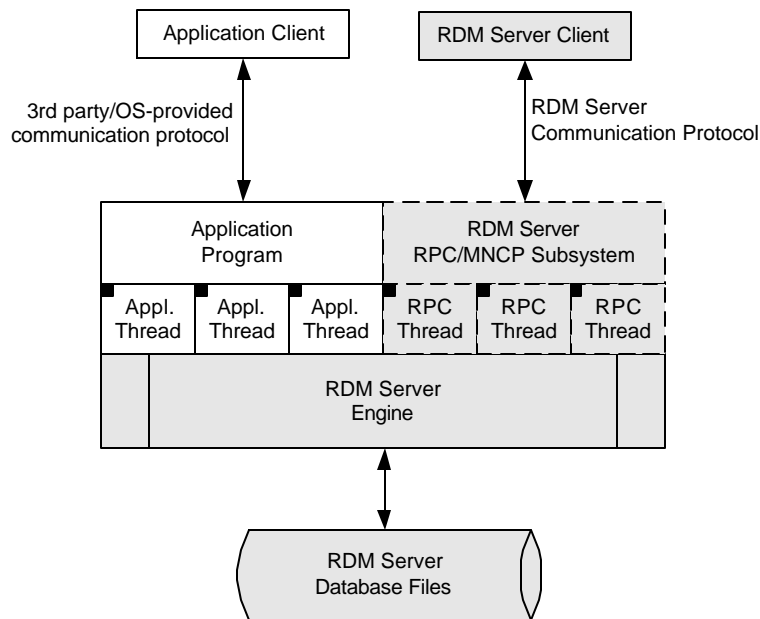 Application Client
RDM Server Client
3rd party/OS-provided
communication protocol
RDM Server
Communication Protocol
Application
Program
RDM Server
RPC/MNCP Subsystem
Appl.
Thread
Appl.
Thread
Appl.
Thread
RPC
Thread
RPC
Thread
RPC
Thread
RDM Server
Engine
RDM Server
Database Files